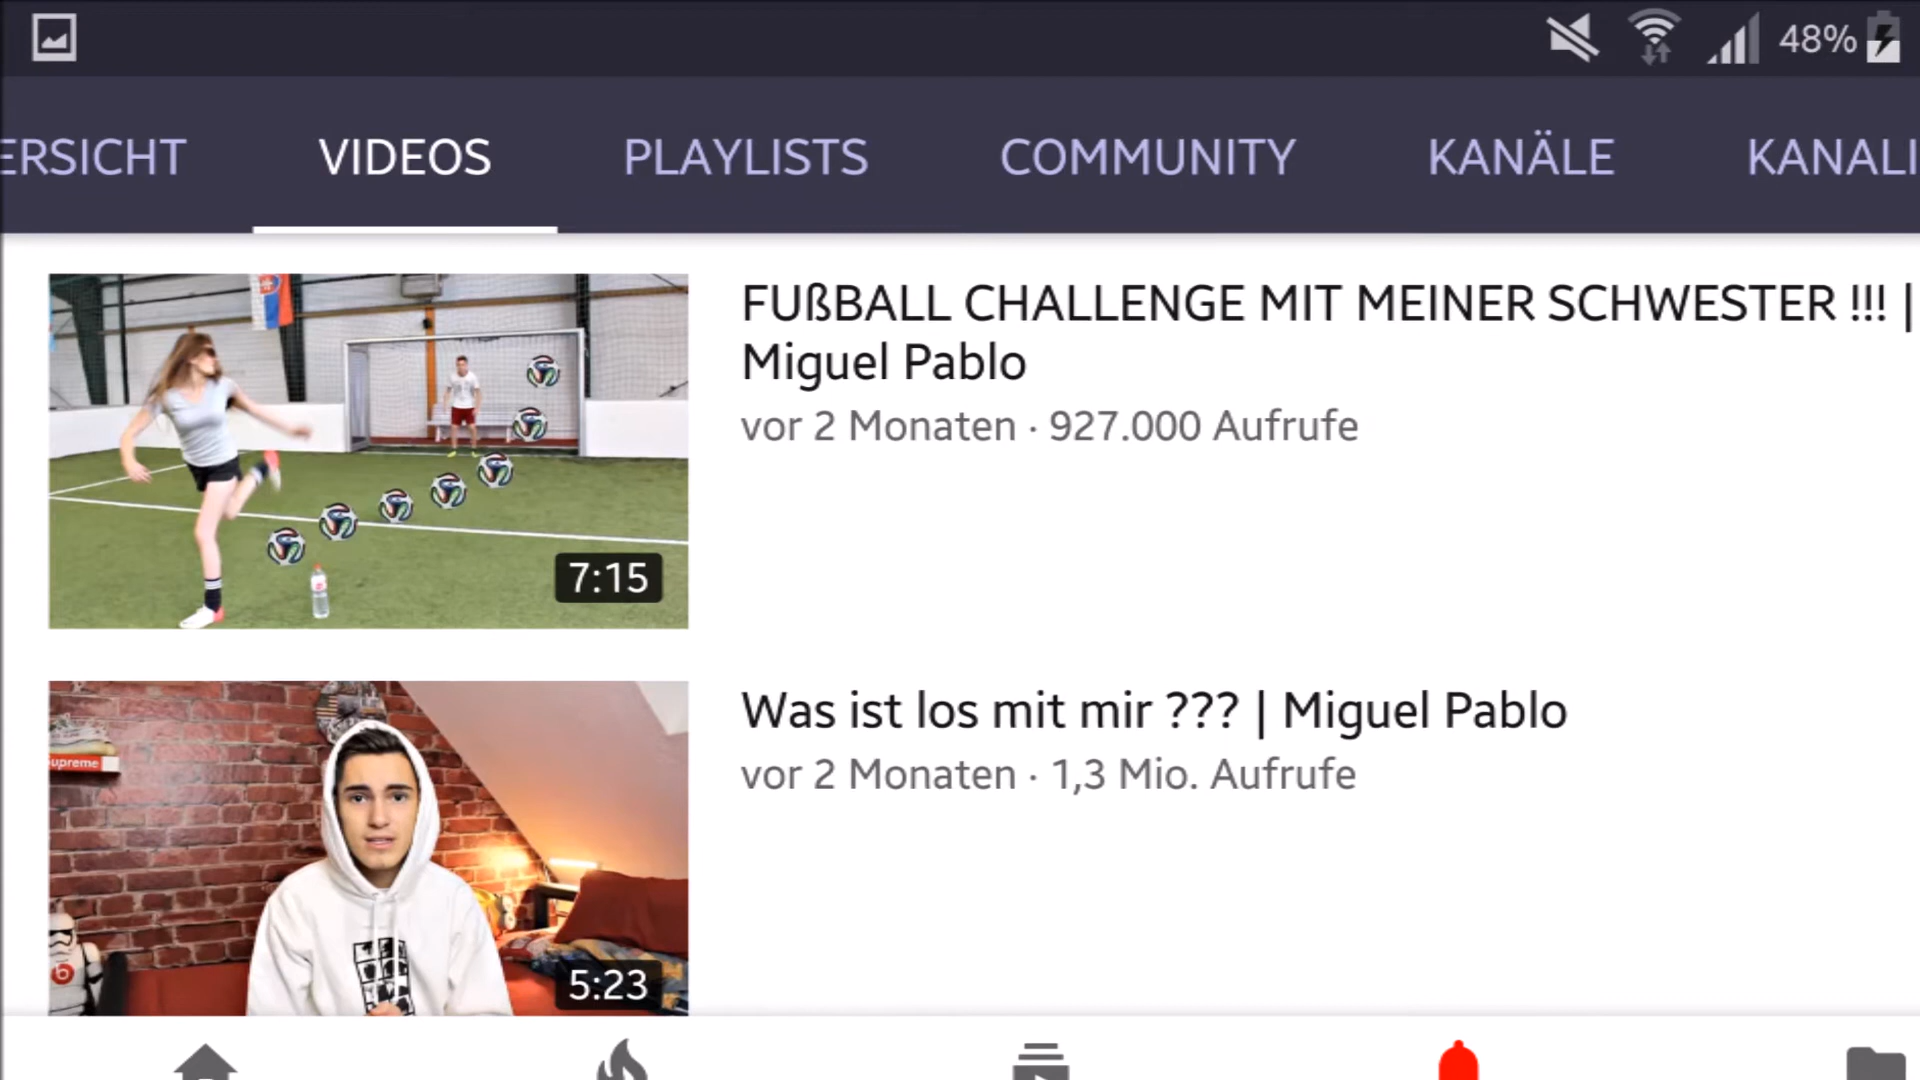 48%
ERSICHT VIDEOS PLAYLISTS COMMUNITY KANÄLE KANALI
FUßBALL CHALLENGE MIT MEINER SCHWESTER !!! |
Miguel Pablo
vor 2 Monaten · 927.000 Aufrufe
7:15
Was ist los mit mir ??? | Miguel Pablo
vor 2 Monaten · 1,3 Mio. Aufrufe
upreme
5:23